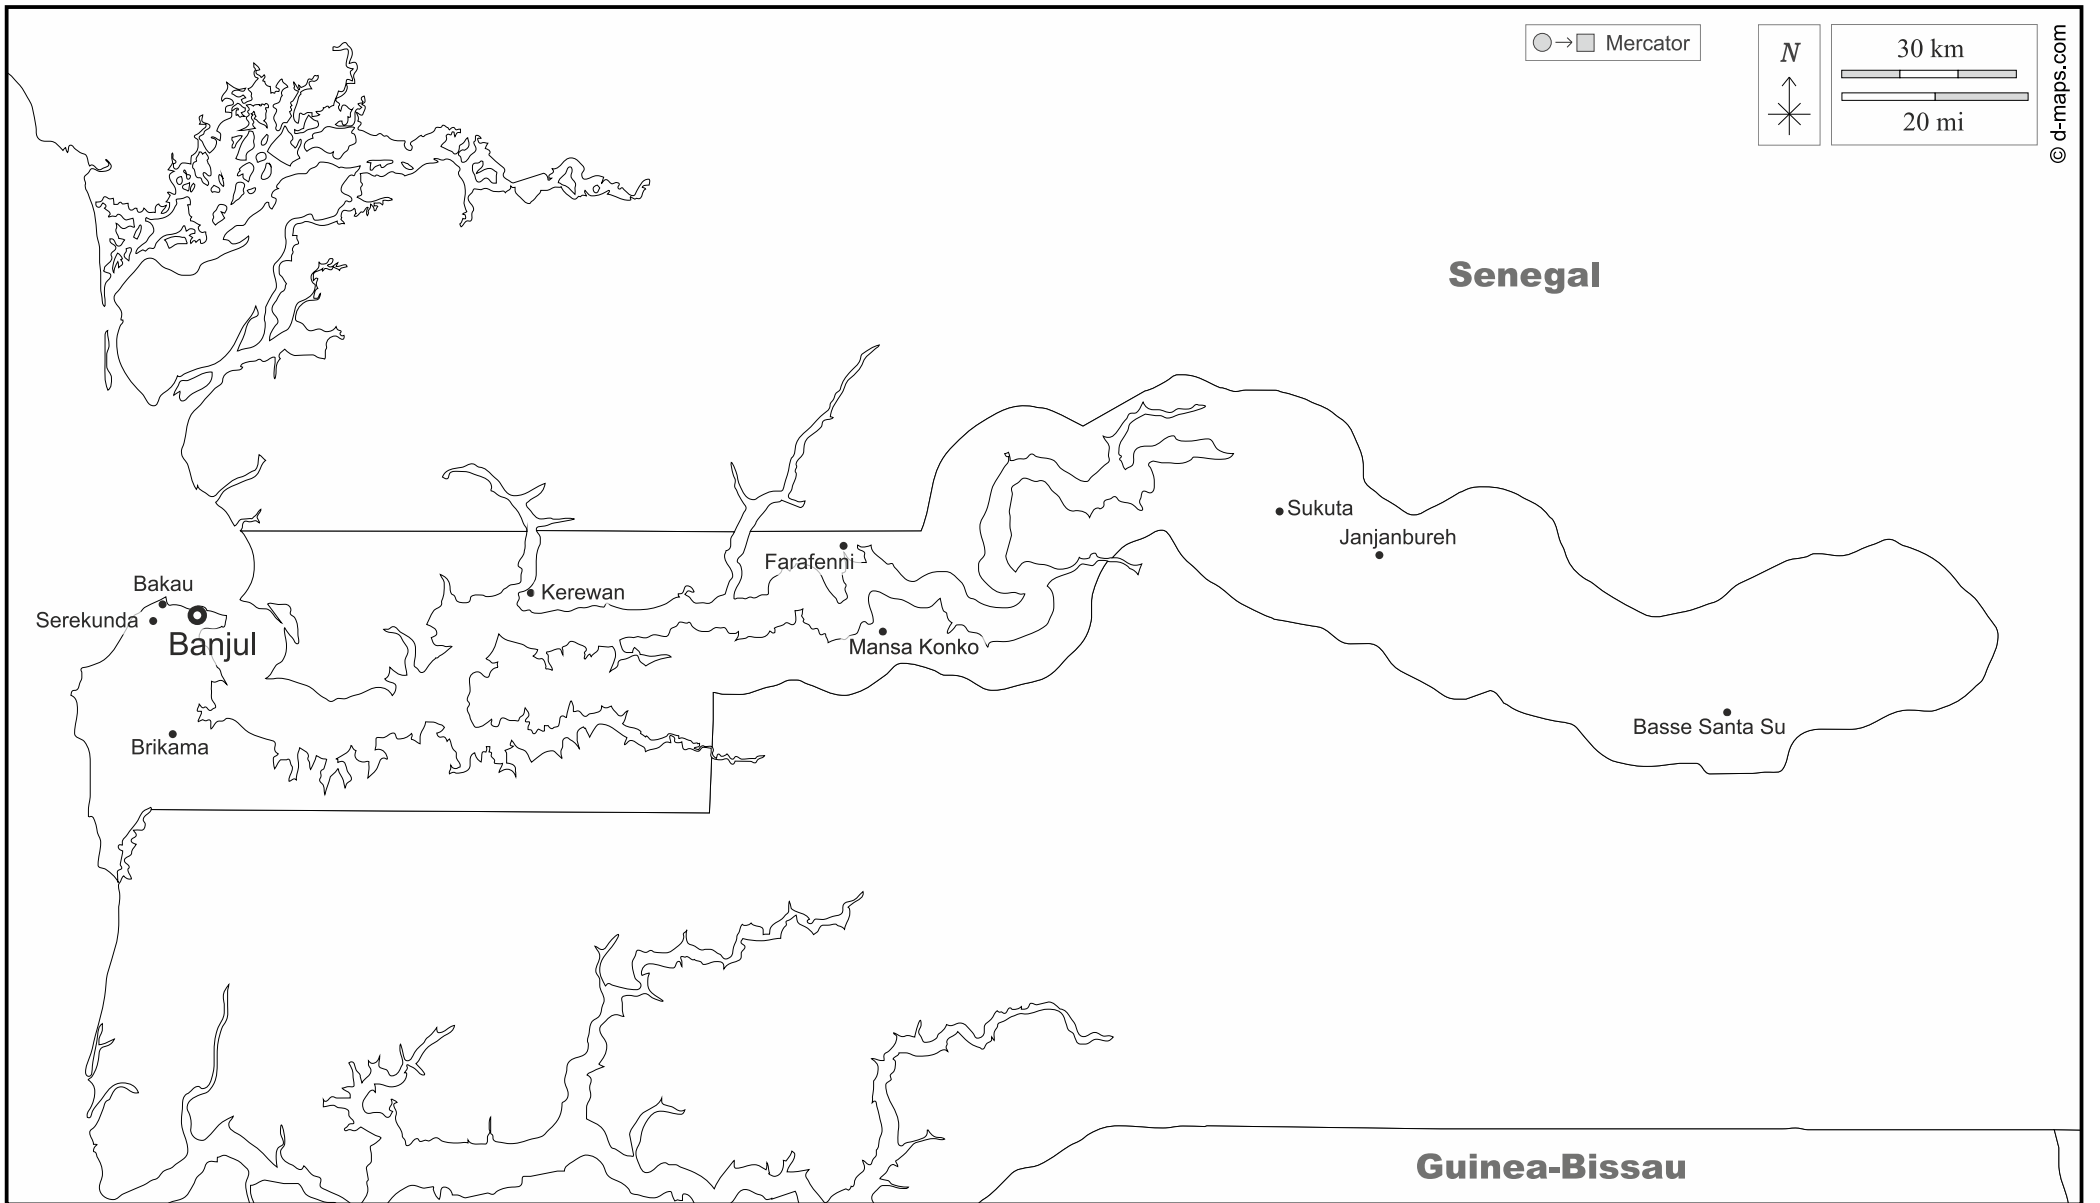 Mercator
N
30 km
20 mi
© d-maps.com
Senegal
Sukuta
Janjanbureh
Farafenni
Bakau
Kerewan
Serekunda
Banjul
Mansa Konko
Basse Santa Su
Brikama
Guinea-Bissau